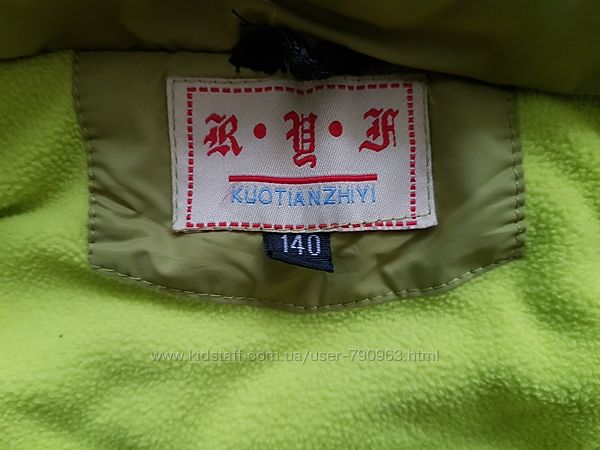 R • Y • F
KUOTIANZHIYI
140
www.kidstaff.com.ua/user-790963.html